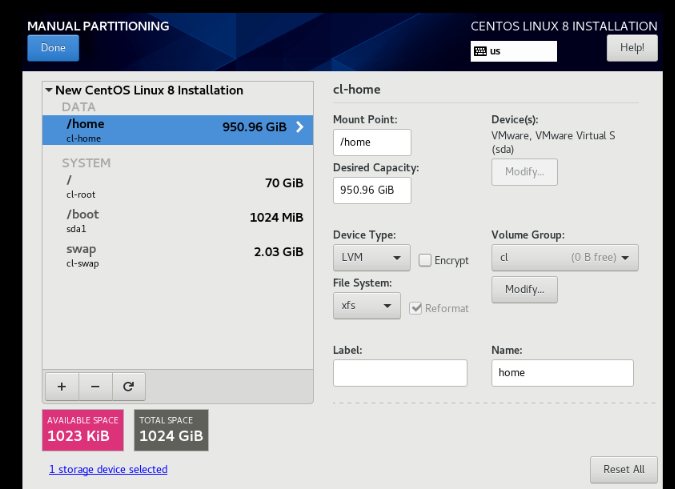 MANUAL PARTITIONING
CENTOS LINUX 8 INSTALLATION
Done
us
Help!
New CentOS Linux 8 Installation
DATA
/home
950.96 GiB
cl-home
SYSTEM
/
70 GiB
cl-root
/boot
1024 MiB
sda1
swap
2.03 GiB
cl-swap
+ −
AVAILABLE SPACE
1023 KiB
TOTAL SPACE
1024 GiB
1 storage device selected
cl-home
Mount Point:
/home
Device(s):
VMware, VMware Virtual S
(sda)
Modify...
Desired Capacity:
950.96 GiB
Device Type:
LVM
Encrypt
Volume Group:
cl (0 B free)
File System:
xfs
Reformat
Modify...
Label:
Name:
home
Reset All